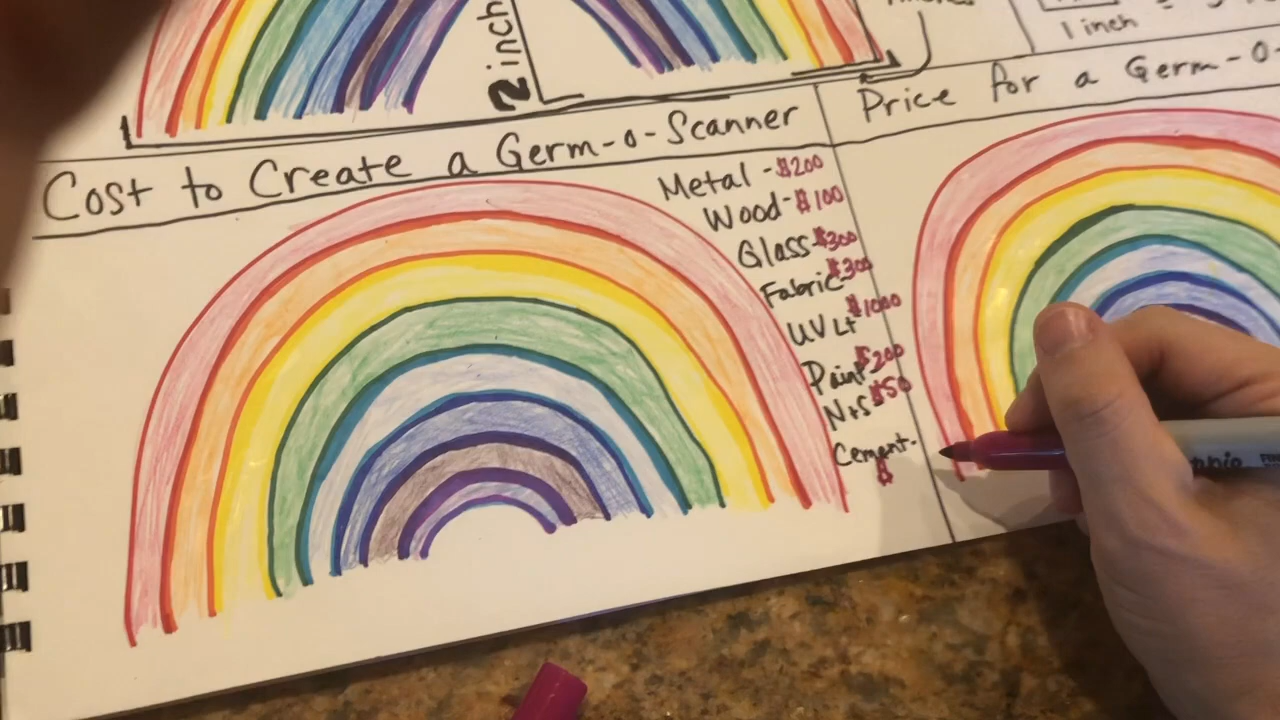 2 inch
1 inch
Cost to Create a Germ-o-Scanner
Price for a Germ-o-
Metal - $200
Wood - $100
Glass - $300
Fabric $300
UV Lt $1000
Paint $200
N+S $50
Cement -
$